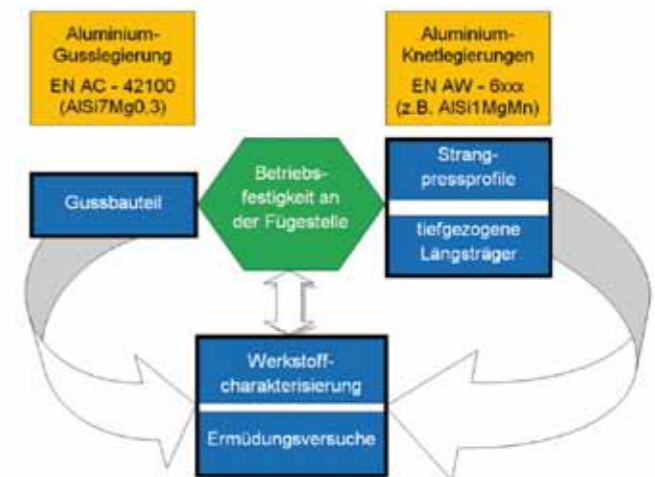 Aluminium-
Gusslegierung
EN AC - 42100
(AlSi7Mg0,3)
Aluminium-
Knetlegierungen
EN AW - 6xxx
(z.B. AlSi1MgMn)
Gussbauteil
Betriebs-
festigkeit an
der Fügestelle
Strang-
pressprofile
tiefgezogene
Längsträger
Werkstoff-
charakterisierung
Ermüdungsversuche